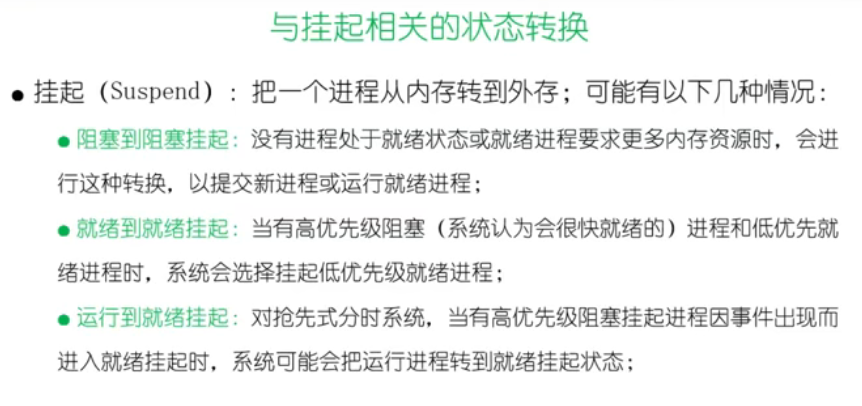 与挂起相关的状态转换
● 挂起（Suspend）：把一个进程从内存转到外存；可能有以下几种情况：
● 阻塞到阻塞挂起：没有进程处于就绪状态或就绪进程要求更多内存资源时，会进
行这种转换，以提交新进程或运行就绪进程；
● 就绪到就绪挂起：当有高优先级阻塞（系统认为会很快就绪的）进程和低优先就
绪进程时，系统会选择挂起低优先级就绪进程；
● 运行到就绪挂起：对抢先式分时系统，当有高优先级阻塞挂起进程因事件出现而
进入就绪挂起时，系统可能会把运行进程转到就绪挂起状态；